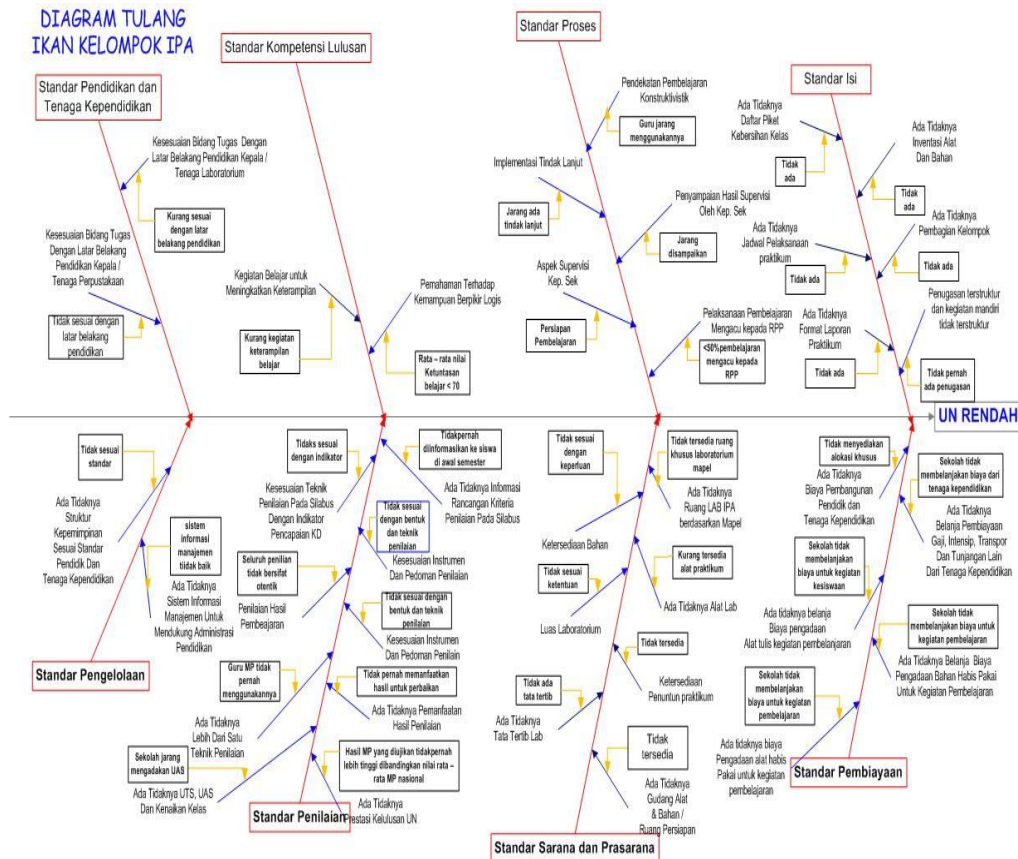 DIAGRAM TULANG
IKAN KELOMPOK IPA
Standar Pendidikan dan
Tenaga Kependidikan
Kesesuaian Bidang Tugas Dengan
Latar Belakang Pendidikan Kepala /
Tenaga Laboratorium
Kurang sesuai
dengan latar
belakang pendidikan
Kesesuaian Bidang Tugas
Dengan Latar Belakang
Pendidikan Kepala /
Tenaga Perpustakaan
Tidak sesuai dengan
latar belakang
pendidikan
Standar Kompetensi Lulusan
Kegiatan Belajar untuk
Meningkatkan Keterampilan
Kurang kegiatan
keterampilan
belajar
Pemahaman Terhadap
Kemampuan Berpikir Logis
Rata – rata nilai
Ketuntasan
belajar < 70
Standar Proses
Pendekatan Pembelajaran
Konstruktivistik
Guru jarang
menggunakannya
Implementasi Tindak Lanjut
Jarang ada
tindak lanjut
Penyampaian Hasil Supervisi
Oleh Kep. Sek
Jarang
disampaikan
Aspek Supervisi
Kep. Sek
Persiapan
Pembelajaran
Pelaksanaan Pembelajaran
Mengacu kepada RPP
<50%pembelajaran
mengacu kepada
RPP
Standar Isi
Ada Tidaknya
Daftar Piket
Kebersihan Kelas
Tidak
ada
Ada Tidaknya
Inventasi Alat
Dan Bahan
Tidak
ada
Ada Tidaknya
Jadwal Pelaksanaan
praktikum
Tidak ada
Ada Tidaknya
Pembagian Kelompok
Tidak ada
Ada Tidaknya
Format Laporan
Praktikum
Tidak ada
Penugasan terstruktur
dan kegiatan mandiri
tidak terstruktur
Tidak pernah
ada penugasan
UN RENDAH
Tidak sesuai
standar
Ada Tidaknya
Struktur
Kepemimpinan
Sesuai Standar
Pendidik Dan
Tenaga Kependidikan
sistem
informasi
manajemen
tiidak baik
Ada Tidaknya
Sistem Informasi
Manajemen Untuk
Mendukung Administrasi
Pendidikan
Standar Pengelolaan
Tidaks sesuai
dengan indikator
Kesesuaian Teknik
Penilaian Pada Silabus
Dengan Indikator
Pencapaian KD
Tidakpernah
diinformasikan ke siswa
di awal semester
Ada Tidaknya Informasi
Rancangan Kriteria
Penilaian Pada Silabus
Tidak sesuai
dengan bentuk
dan teknik
penilaian
Kesesuaian Instrumen
Dan Pedoman Penilaian
Seluruh penilian
tidak bersifat
otentik
Penilaian Hasil
Pembeajaran
Tidak sesuai dengan
bentuk dan teknik
penilaian
Kesesuaian Instrumen
Dan Pedoman Penilain
Guru MP tidak
pernah
menggunakannya
Ada Tidaknya
Lebih Dari Satu
Teknik Penilaian
Tidak pernah memanfaatkan
hasil untuk perbaikan
Ada Tidaknya Pemanfaatan
Hasil Penilaian
Sekolah jarang
mengadakan UAS
Ada Tidaknya UTS, UAS
Dan Kenaikan Kelas
Hasil MP yang diujikan tidakpernah
lebih tinggi dibandingkan nilai rata –
rata MP nasional
Ada Tidaknya
Prestasi Kelulusan UN
Standar Penilaian
Tidak sesuai
dengan
keperluan
Ketersediaan Bahan
Tidak tersedia ruang
khusus laboratorium
mapel
Ada Tidaknya
Ruang LAB IPA
berdasarkan Mapel
Tidak sesuai
ketentuan
Luas Laboratorium
Kurang tersedia
alat praktikum
Ada Tidaknya Alat Lab
Tidak tersedia
Ketersediaan
Penuntun praktikum
Tidak ada
tata tertib
Ada Tidaknya
Tata Tertib Lab
Tidak
tersedia
Ada Tidaknya
Gudang Alat
& Bahan /
Ruang Persiapan
Standar Sarana dan Prasarana
Tidak menyediakan
alokasi khusus
Ada Tidaknya
Biaya Pembangunan
Pendidik dan
Tenaga Kependidikan
Sekolah tidak
membelanjakan biaya dari
tenaga kependidikan
Ada Tidaknya
Belanja Pembiayaan
Gaji, Intensip, Transpor
Dan Tunjangan Lain
Dari Tenaga Kependidikan
Sekolah tidak
membelanjakan
biaya untuk kegiatan
kesiswaan
Ada tidaknya belanja
Biaya pengadaan
Alat tulis kegiatan pembelanjaran
Sekolah tidak
membelanjakan biaya untuk
kegiatan pembelajaran
Ada Tidaknya Belanja Biaya
Pengadaan Bahan Habis Pakai
Untuk Kegiatan Pembelajaran
Sekolah tidak
membelanjakan
biaya untuk kegiatan
pembelajaran
Ada tidaknya biaya
Pengadaan alat habis
Pakai untuk kegiatan
pembelajaran
Standar Pembiayaan